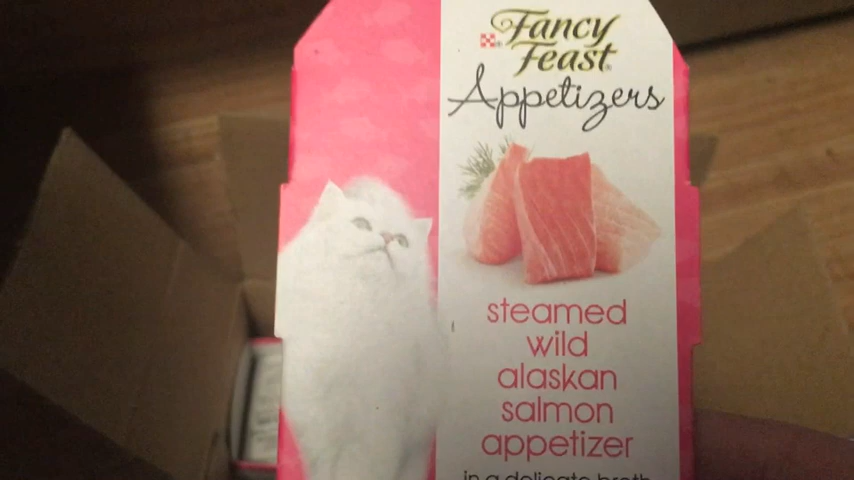 Fancy
Feast
Appetizers
steamed
wild
alaskan
salmon
appetizer
in a delicate broth